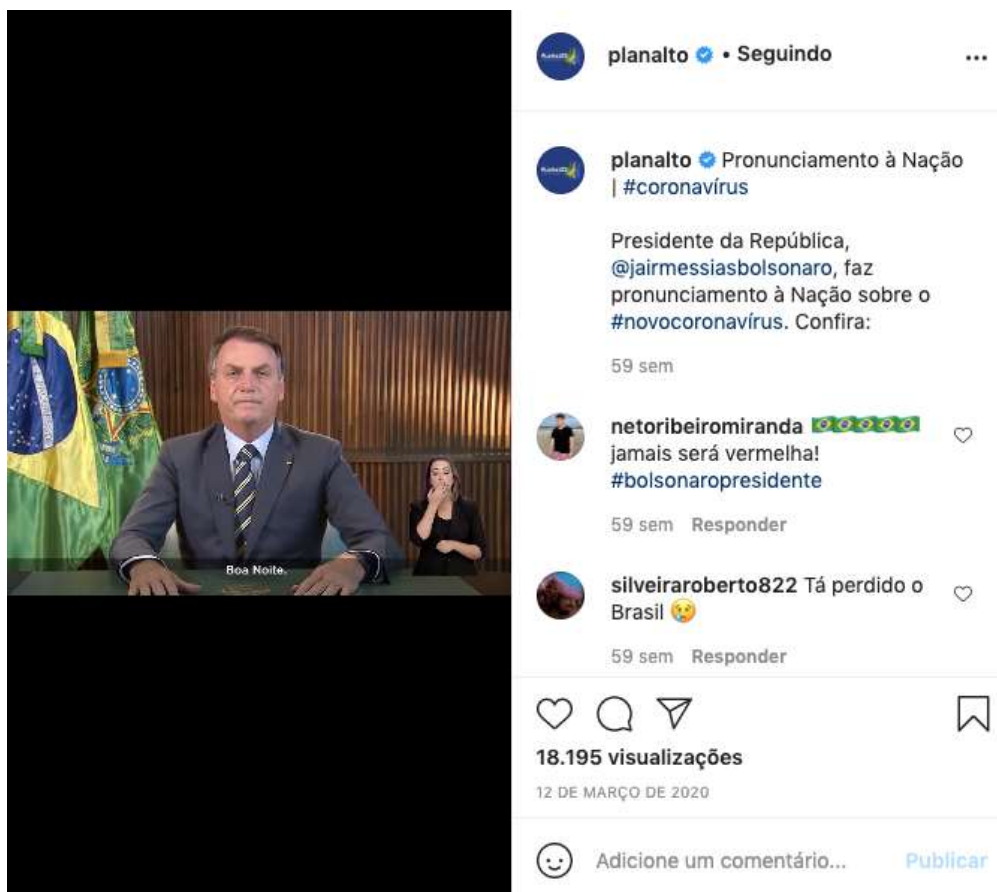 Boa Noite.
planalto • Seguindo
planalto Pronunciamento à Nação
| #coronavírus
Presidente da República,
@jairmessiasbolsonaro, faz
pronunciamento à Nação sobre o
#novocoronavírus. Confira:
59 sem
netoribeiromiranda 🇧🇷🇧🇷🇧🇷🇧🇷🇧🇷
jamais será vermelha!
#bolsonaropresidente
59 sem Responder
silveiraroberto822 Tá perdido o
Brasil 😢
59 sem Responder
18.195 visualizações
12 DE MARÇO DE 2020
Adicione um comentário... Publicar